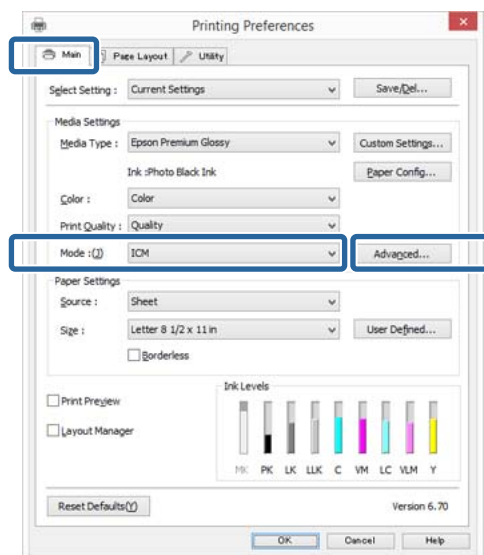 Printing Preferences
Main Page Layout Utility
Select Setting : Current Settings Save/Del...
Media Settings
Media Type : Epson Premium Glossy Custom Settings...
Ink :Photo Black Ink Paper Config...
Color : Color
Print Quality : Quality
Mode :(J) ICM Advanced...
Paper Settings
Source : Sheet
Size : Letter 8 1/2 x 11 in User Defined...
Borderless
Print Preview
Layout Manager
Ink Levels
MK PK LK LLK C VM LC VLM Y
Reset Defaults(Y) Version 6.70
OK Cancel Help